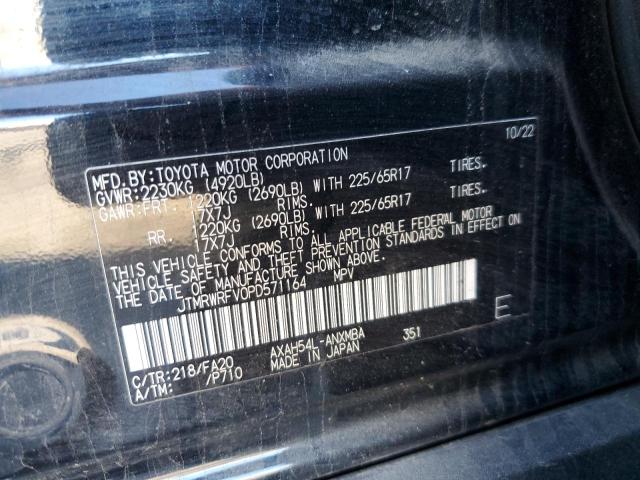 10/22
MFD.BY:TOYOTA MOTOR CORPORATION
GVWR:2230KG (4920LB)
GAWR:FRT. 1220KG (2690LB) WITH 225/65R17 TIRES.
17X7J RIMS.
RR. 1220KG (2690LB) WITH 225/65R17 TIRES.
17X7J RIMS.
THIS VEHICLE CONFORMS TO ALL APPLICABLE FEDERAL MOTOR
VEHICLE SAFETY AND THEFT PREVENTION STANDARDS IN EFFECT ON
THE DATE OF MANUFACTURE SHOWN ABOVE.
JTMRWRFV0PD571164 MPV
E
C/TR:218/FA20 AXAH54L-ANXMBA 351
A/TM: /P710 MADE IN JAPAN